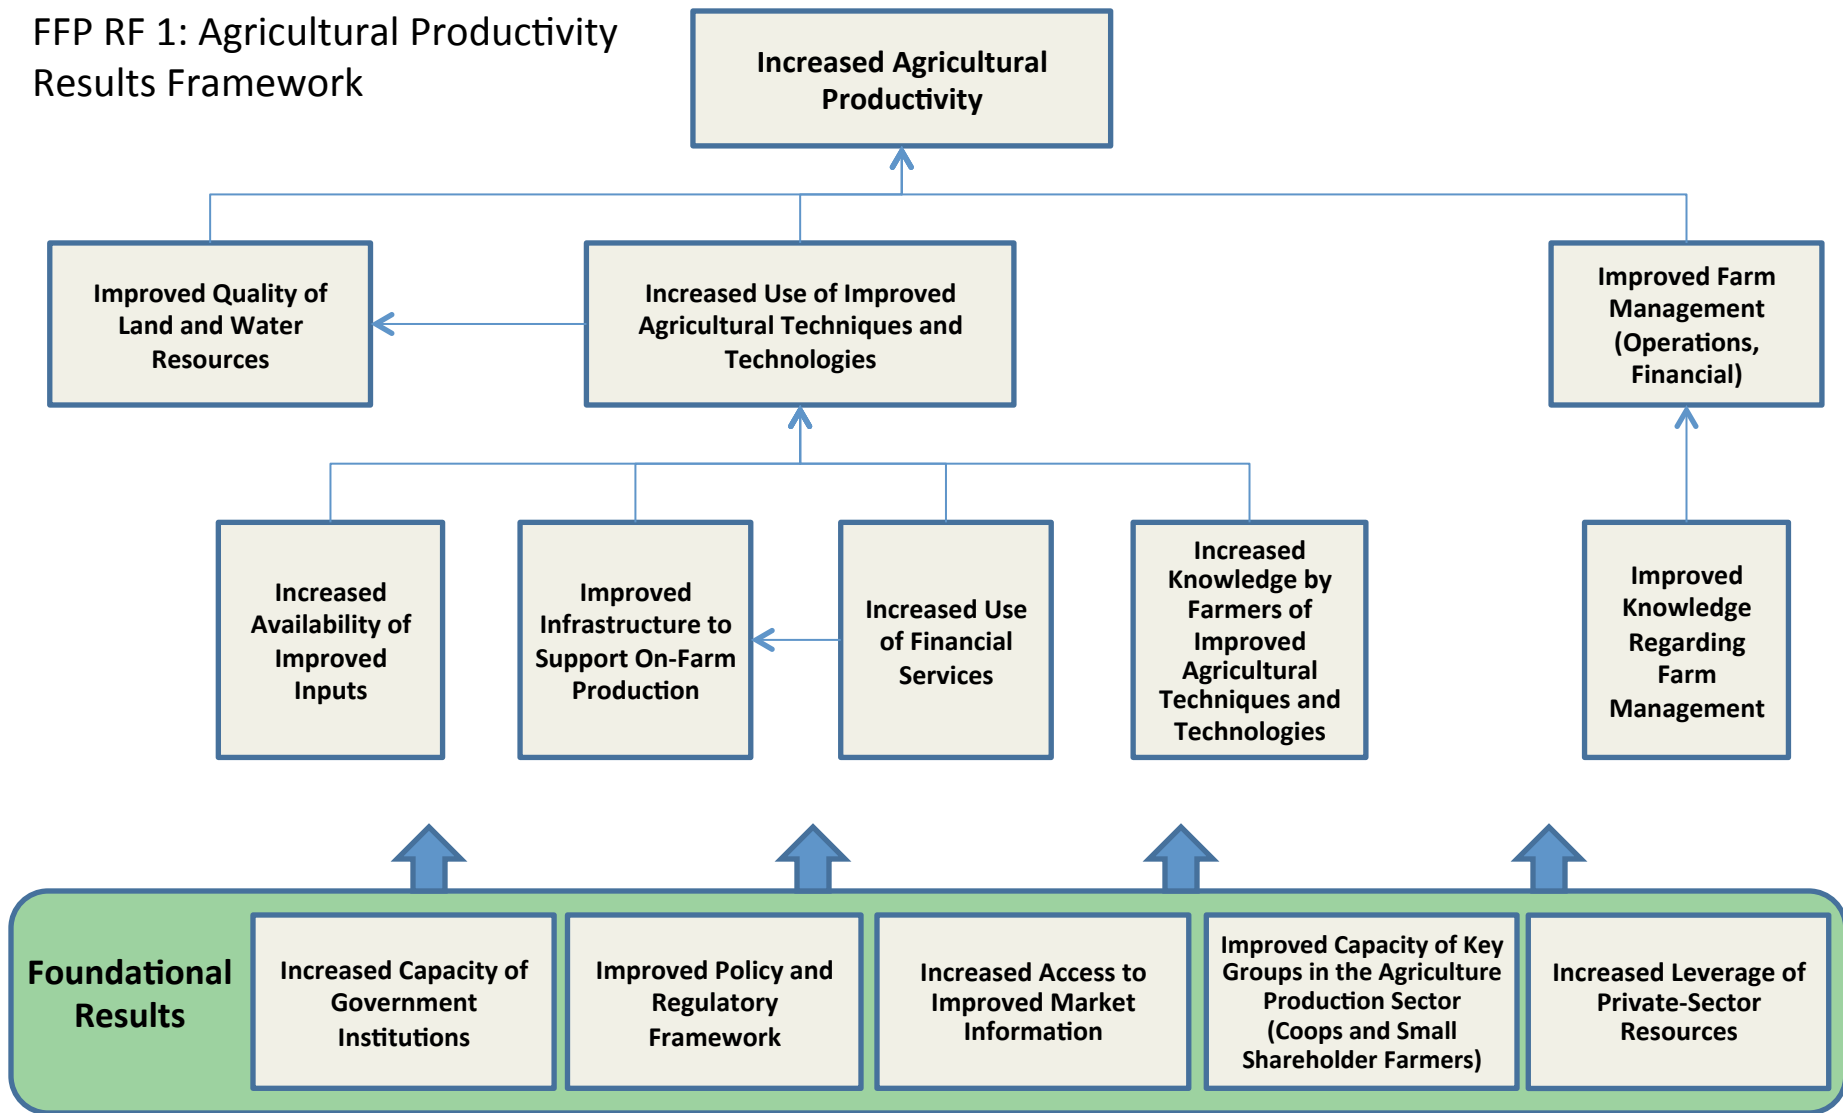 FFP RF 1: Agricultural Productivity
Results Framework
Increased Agricultural
Productivity
Improved Quality of
Land and Water
Resources
Increased Use of Improved
Agricultural Techniques and
Technologies
Improved Farm
Management
(Operations,
Financial)
Increased
Availability of
Improved
Inputs
Improved
Infrastructure to
Support On-Farm
Production
Increased Use
of Financial
Services
Increased
Knowledge by
Farmers of
Improved
Agricultural
Techniques and
Technologies
Improved
Knowledge
Regarding
Farm
Management
Foundational
Results
Increased Capacity of
Government
Institutions
Improved Policy and
Regulatory
Framework
Increased Access to
Improved Market
Information
Improved Capacity of Key
Groups in the Agriculture
Production Sector
(Coops and Small
Shareholder Farmers)
Increased Leverage of
Private-Sector
Resources